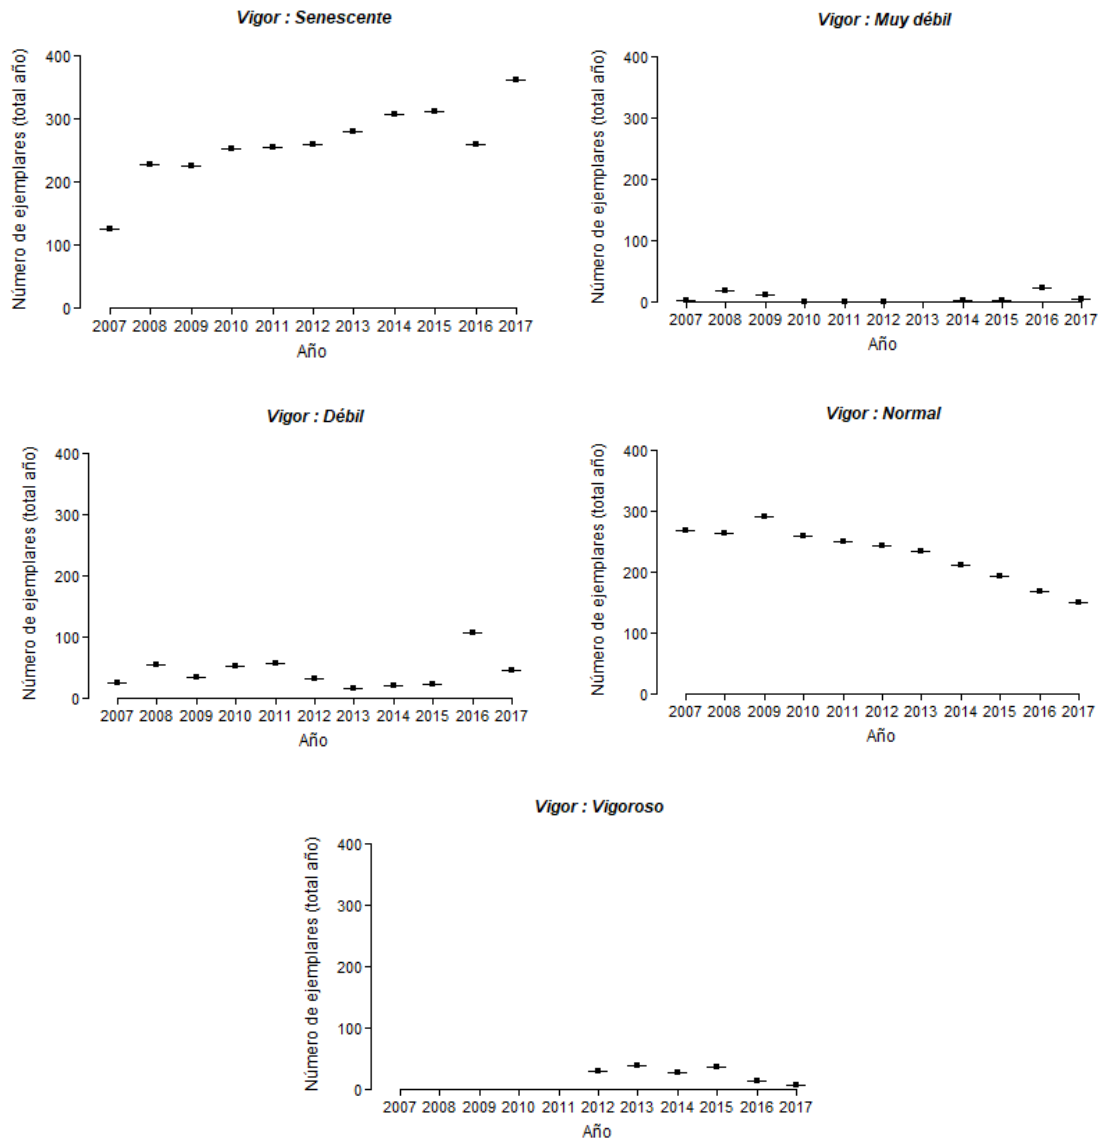 Vigor : Senescente
Número de ejemplares (total año)
400
300
200
100
0
2007 2008 2009 2010 2011 2012 2013 2014 2015 2016 2017
Año
Vigor : Muy débil
Número de ejemplares (total año)
400
300
200
100
0
2007 2008 2009 2010 2011 2012 2013 2014 2015 2016 2017
Año
Vigor : Débil
Número de ejemplares (total año)
400
300
200
100
0
2007 2008 2009 2010 2011 2012 2013 2014 2015 2016 2017
Año
Vigor : Normal
Número de ejemplares (total año)
400
300
200
100
0
2007 2008 2009 2010 2011 2012 2013 2014 2015 2016 2017
Año
Vigor : Vigoroso
Número de ejemplares (total año)
400
300
200
100
0
2007 2008 2009 2010 2011 2012 2013 2014 2015 2016 2017
Año